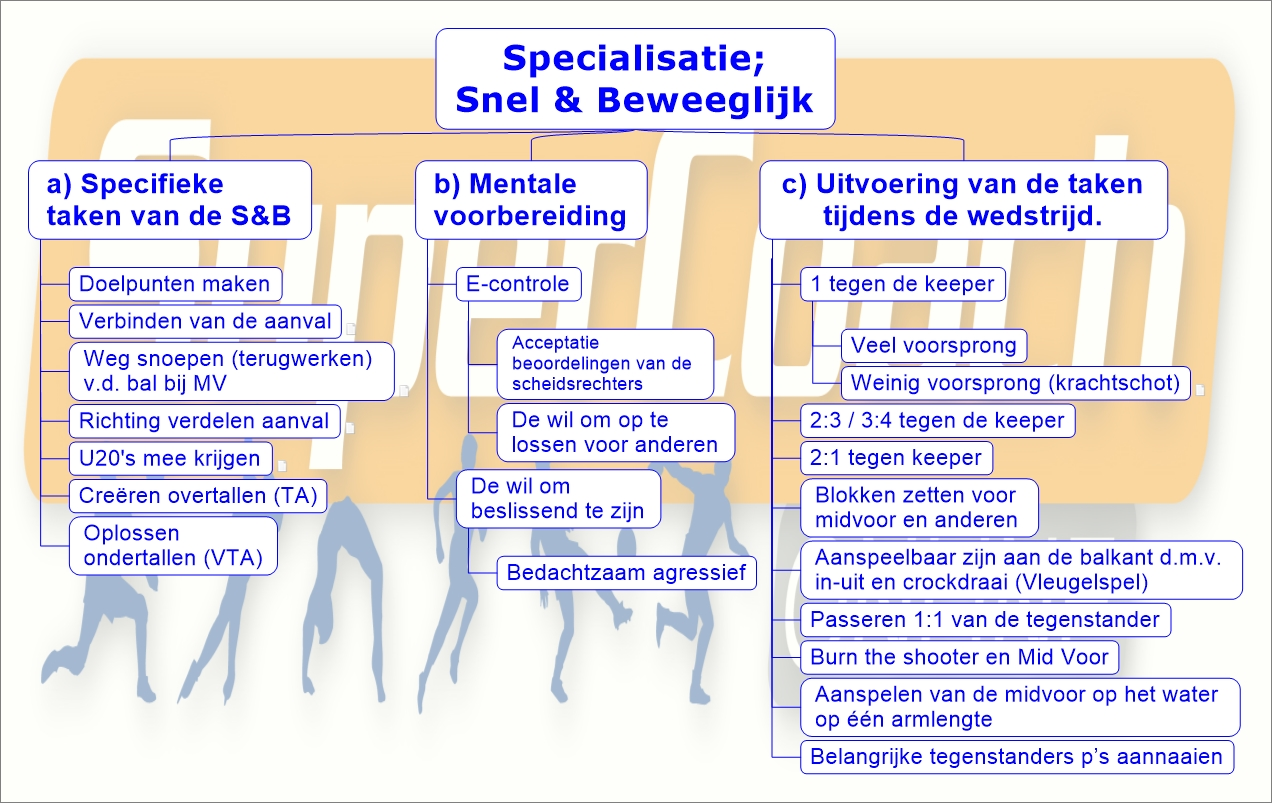 Specialisatie;
Snel & Beweeglijk
a) Specifieke
taken van de S&B
Doelpunten maken
Verbinden van de aanval
Weg snoepen (terugwerken)
v.d. bal bij MV
Richting verdelen aanval
U20's mee krijgen
Creëren overtallen (TA)
Oplossen
ondertallen (VTA)
b) Mentale
voorbereiding
E-controle
Acceptatie
beoordelingen van de
scheidsrechters
De wil om op te
lossen voor anderen
De wil om
beslissend te zijn
Bedachtzaam agressief
c) Uitvoering van de taken
tijdens de wedstrijd.
1 tegen de keeper
Veel voorsprong
Weinig voorsprong (krachtschot)
2:3 / 3:4 tegen de keeper
2:1 tegen keeper
Blokken zetten voor
midvoor en anderen
Aanspeelbaar zijn aan de balkant d.m.v.
in-uit en crockdraai (Vleugelspel)
Passeren 1:1 van de tegenstander
Burn the shooter en Mid Voor
Aanspelen van de midvoor op het water
op één armlengte
Belangrijke tegenstanders p’s aannaaien
SuperCoach